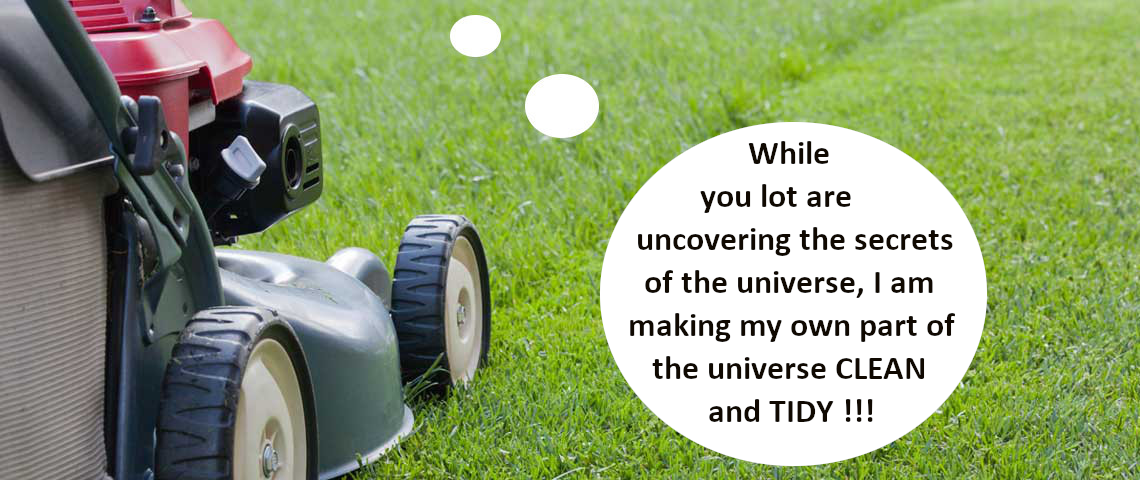 While
you lot are
uncovering the secrets
of the universe, I am
making my own part of
the universe CLEAN
and TIDY !!!